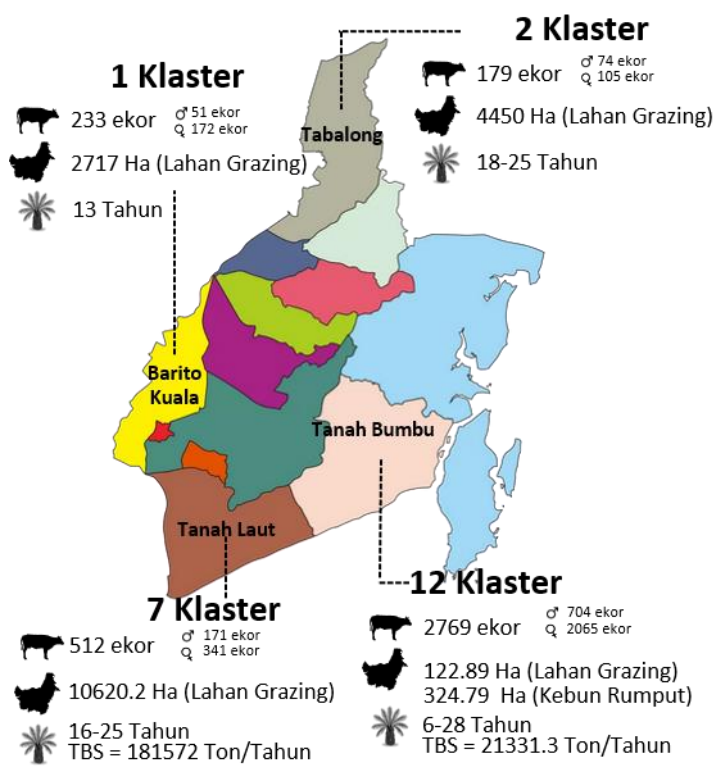 2 Klaster
179 ekor
♂ 74 ekor
♀ 105 ekor
4450 Ha (Lahan Grazing)
18-25 Tahun
1 Klaster
233 ekor
♂ 51 ekor
♀ 172 ekor
2717 Ha (Lahan Grazing)
13 Tahun
Tabalong
Barito
Kuala
Tanah Bumbu
Tanah Laut
7 Klaster
512 ekor
♂ 171 ekor
♀ 341 ekor
10620.2 Ha (Lahan Grazing)
16-25 Tahun
TBS = 181572 Ton/Tahun
12 Klaster
2769 ekor
♂ 704 ekor
♀ 2065 ekor
122.89 Ha (Lahan Grazing)
324.79 Ha (Kebun Rumput)
6-28 Tahun
TBS = 21331.3 Ton/Tahun